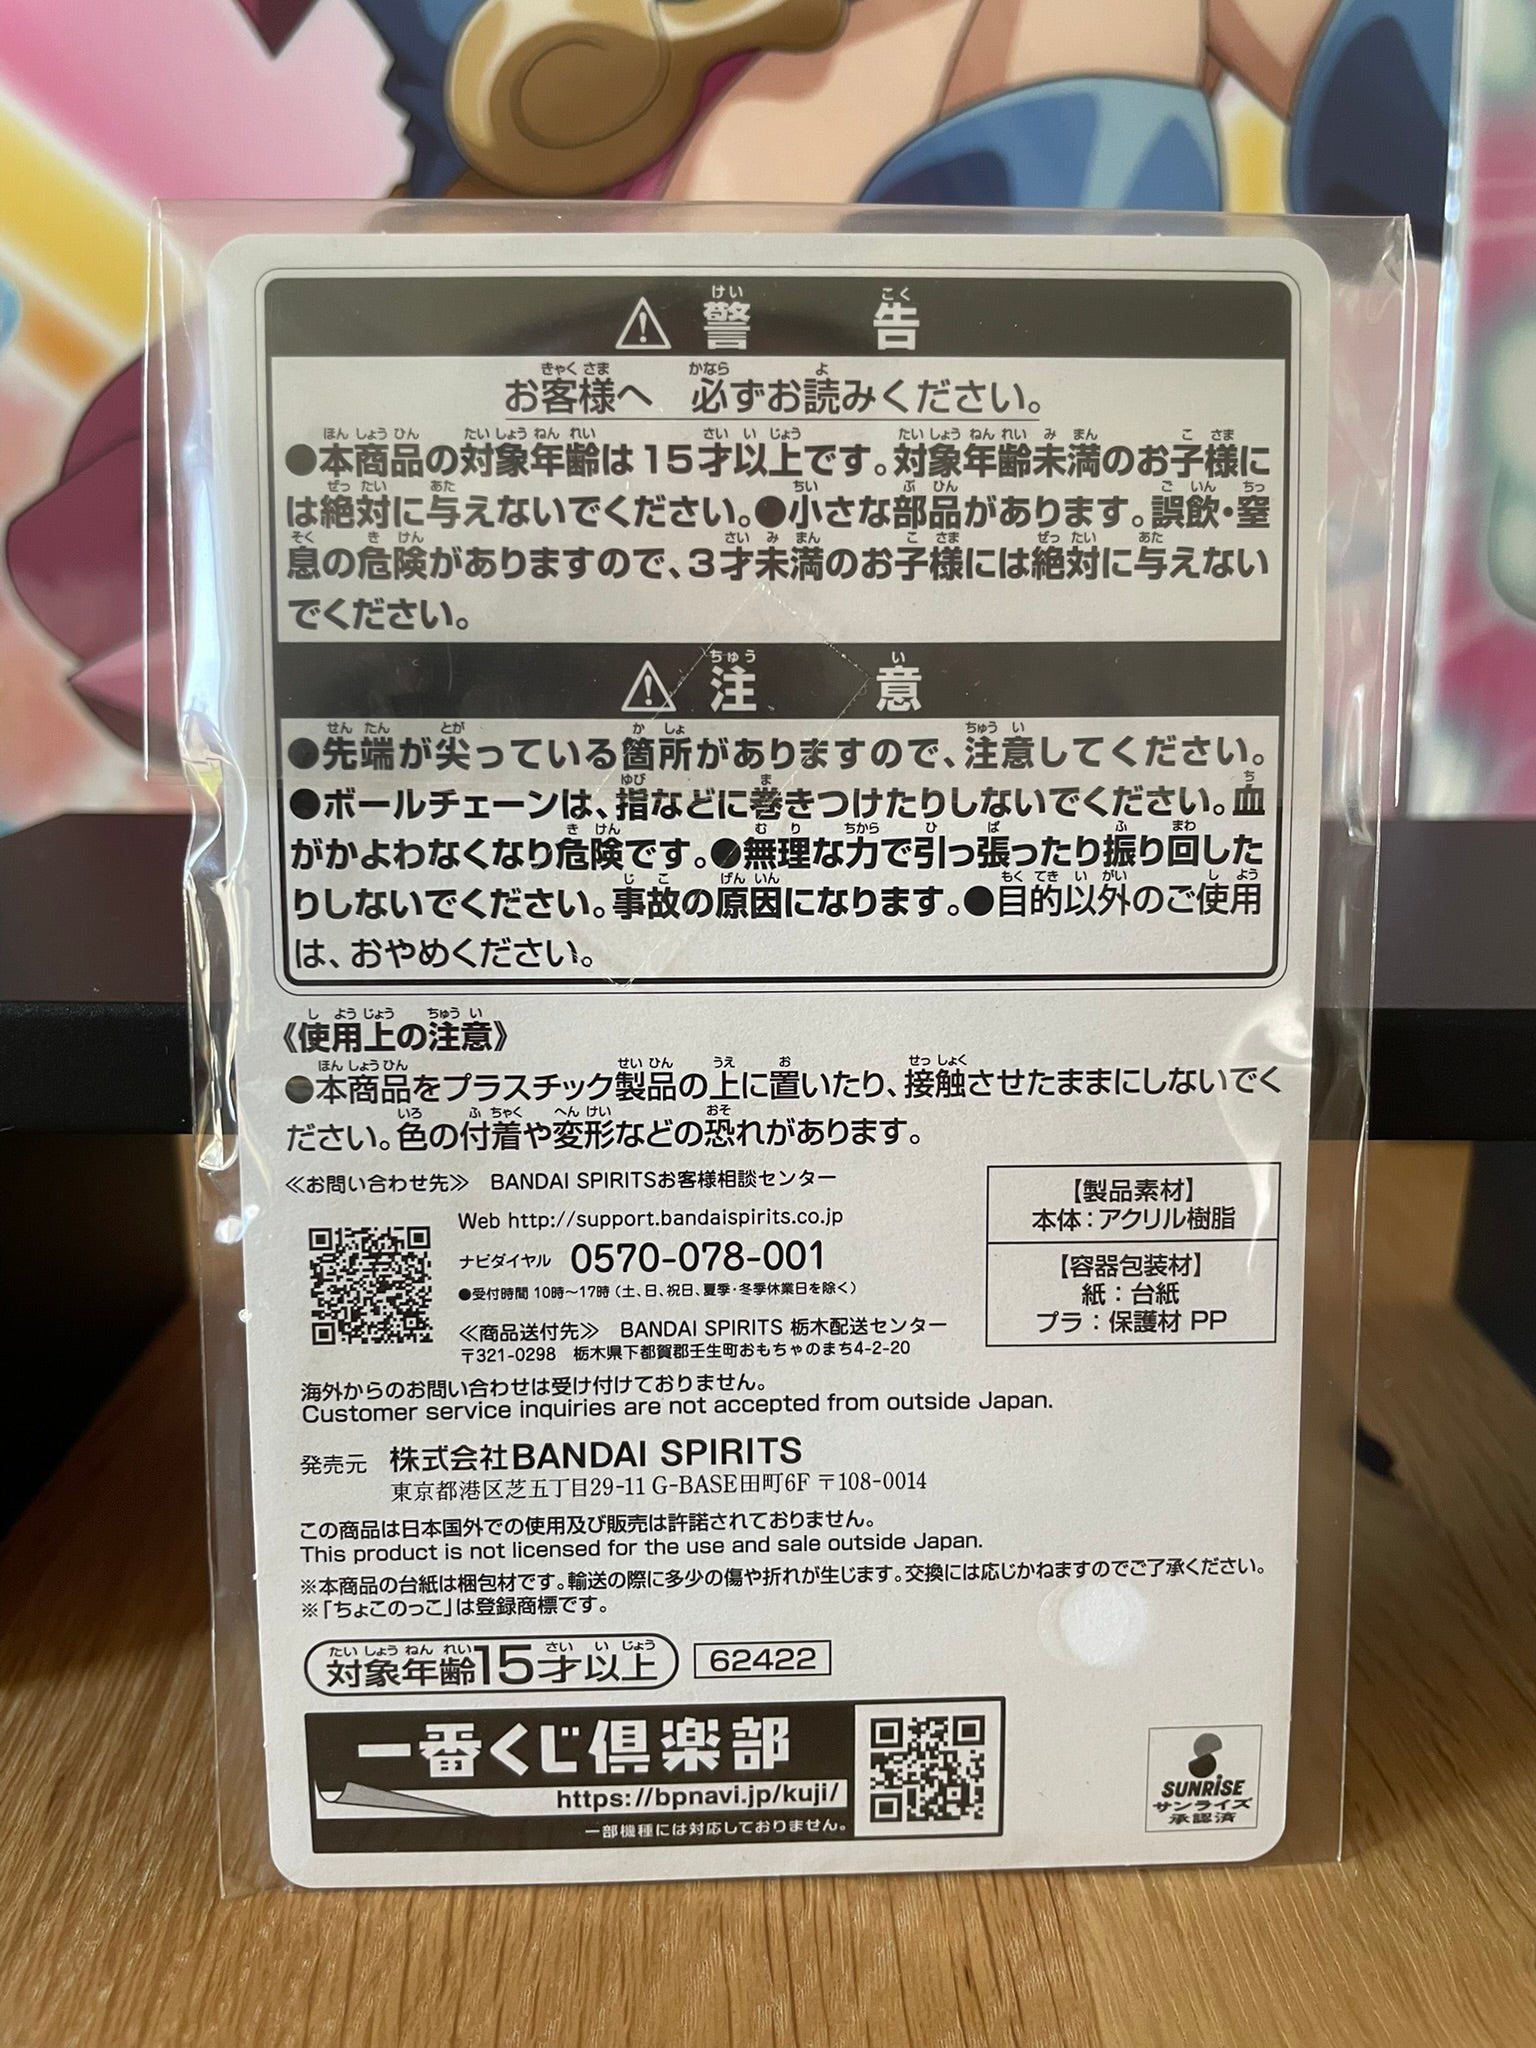 警告
お客様へ 必ずお読みください。
●本商品の対象年齢は15才以上です。対象年齢未満のお子様に
は絶対に与えないでください。●小さな部品があります。誤飲・窒
息の危険がありますので、3才未満のお子様には絶対に与えない
でください。
注意
●先端が尖っている箇所がありますので、注意してください。
●ボールチェーンは、指などに巻きつけたりしないでください。血
がかよわなくなり危険です。●無理な力で引っ張ったり振り回した
りしないでください。事故の原因になります。●目的以外のご使用
は、おやめください。
《使用上の注意》
●本商品をプラスチック製品の上に置いたり、接触させたままにしないでく
ださい。色の付着や変形などの恐れがあります。
≪お問い合わせ先≫ BANDAI SPIRITSお客様相談センター
Web http://support.bandaispirits.co.jp
ナビダイヤル 0570-078-001
●受付時間 10時〜17時(土、日、祝日、夏季・冬季休業日を除く)
≪商品送付先≫ BANDAI SPIRITS 栃木配送センター
〒321-0298 栃木県下都賀郡壬生町おもちゃのまち4-2-20
【製品素材】
本体:アクリル樹脂
【容器包装材】
紙:台紙
プラ:保護材 PP
海外からのお問い合わせは受け付けておりません。
Customer service inquiries are not accepted from outside Japan.
発売元 株式会社BANDAI SPIRITS
東京都港区芝五丁目29-11 G-BASE田町6F 〒108-0014
この商品は日本国外での使用及び販売は許諾されておりません。
This product is not licensed for the use and sale outside Japan.
※本商品の台紙は梱包材です。輸送の際に多少の傷や折れが生じます。交換には応じかねますのでご了承ください。
※「ちょこのっこ」は登録商標です。
対象年齢15才以上 62422
一番くじ倶楽部
https://bpnavi.jp/kuji/
一部機種には対応しておりません。
SUNRISE
サンライズ
承認済